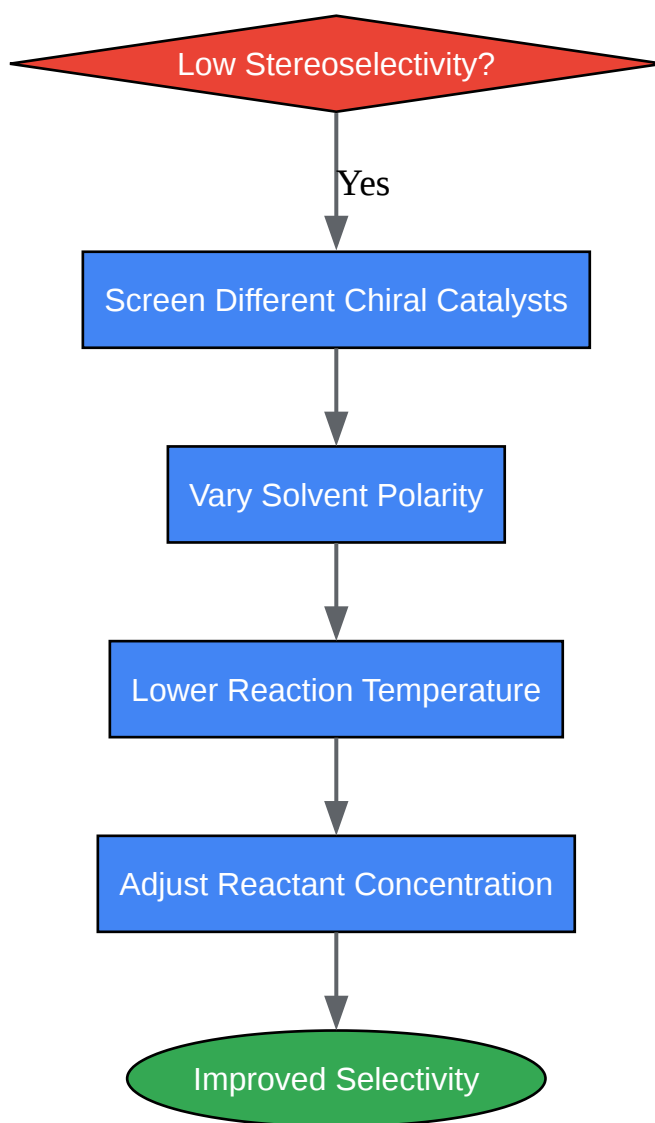 Low Stereoselectivity?
Yes
Screen Different Chiral Catalysts
Vary Solvent Polarity
Lower Reaction Temperature
Adjust Reactant Concentration
Improved Selectivity